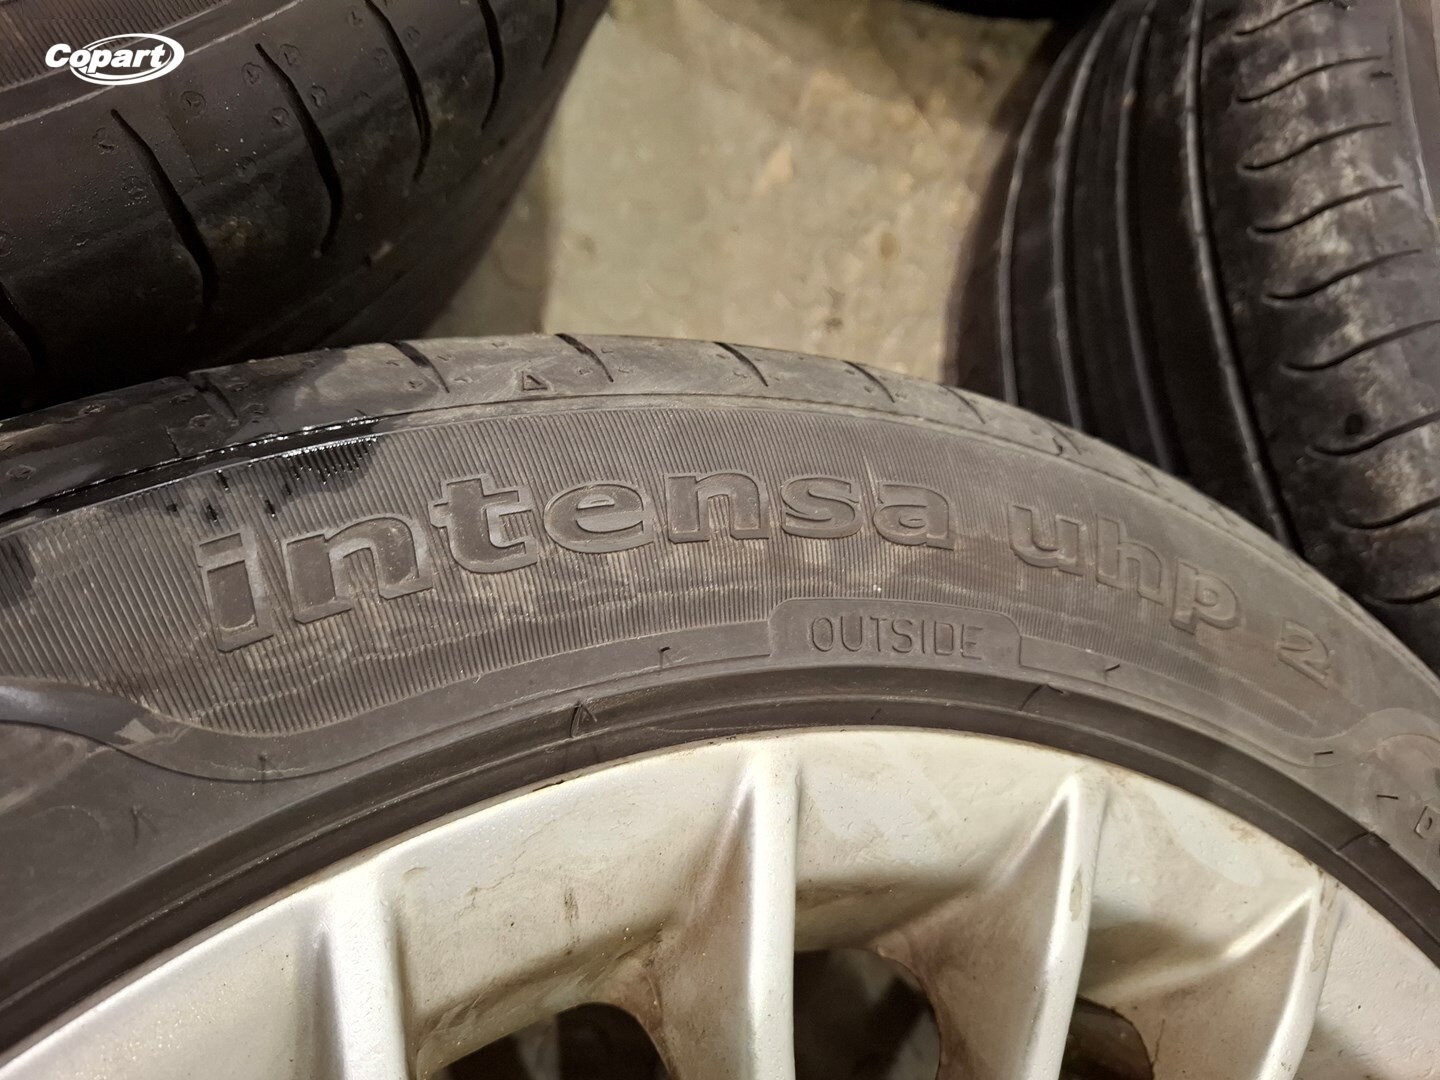 Copart
intensa uhp 2
OUTSIDE